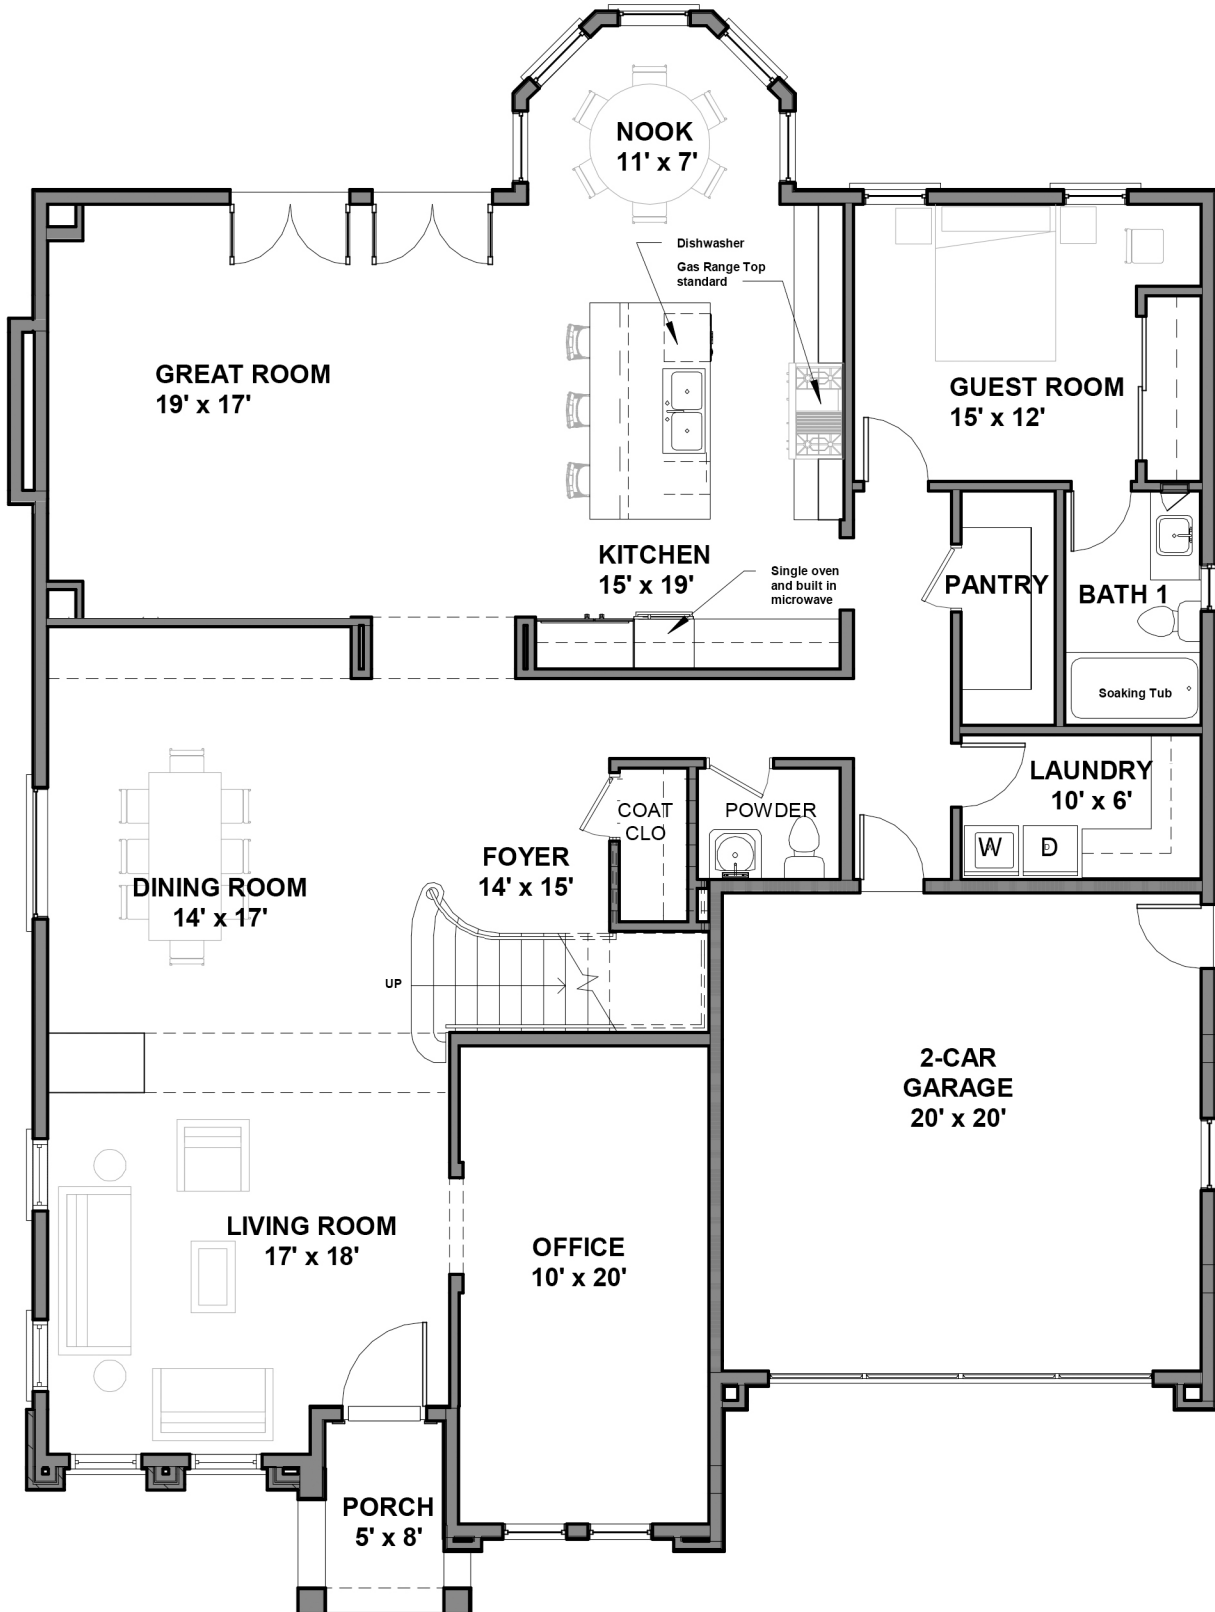 NOOK
11' x 7'
Dishwasher
Gas Range Top
standard
GREAT ROOM
19' x 17'
GUEST ROOM
15' x 12'
KITCHEN
15' x 19'
Single oven
and built in
microwave
PANTRY
BATH 1
Soaking Tub
LAUNDRY
10' x 6'
W
D
COAT
CLO
POWDER
FOYER
14' x 15'
DINING ROOM
14' x 17'
UP
2-CAR
GARAGE
20' x 20'
LIVING ROOM
17' x 18'
OFFICE
10' x 20'
PORCH
5' x 8'